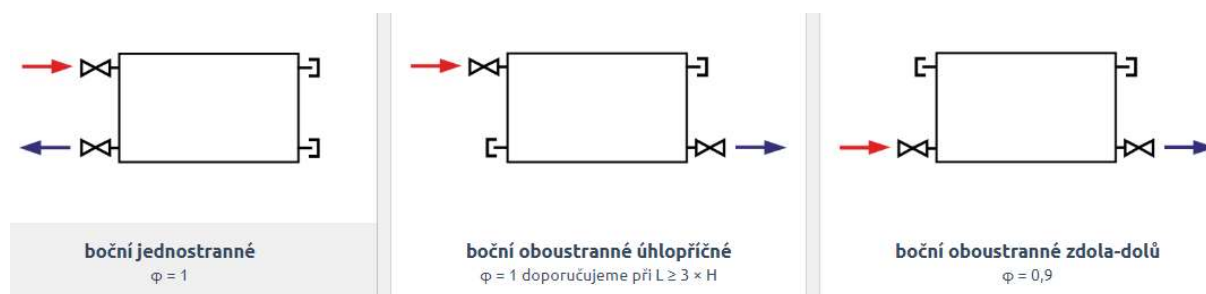 boční jednostranné
φ = 1
boční oboustranné úhlopříčné
φ = 1 doporučujeme při L ≥ 3 × H
boční oboustranné zdola-dolů
φ = 0,9